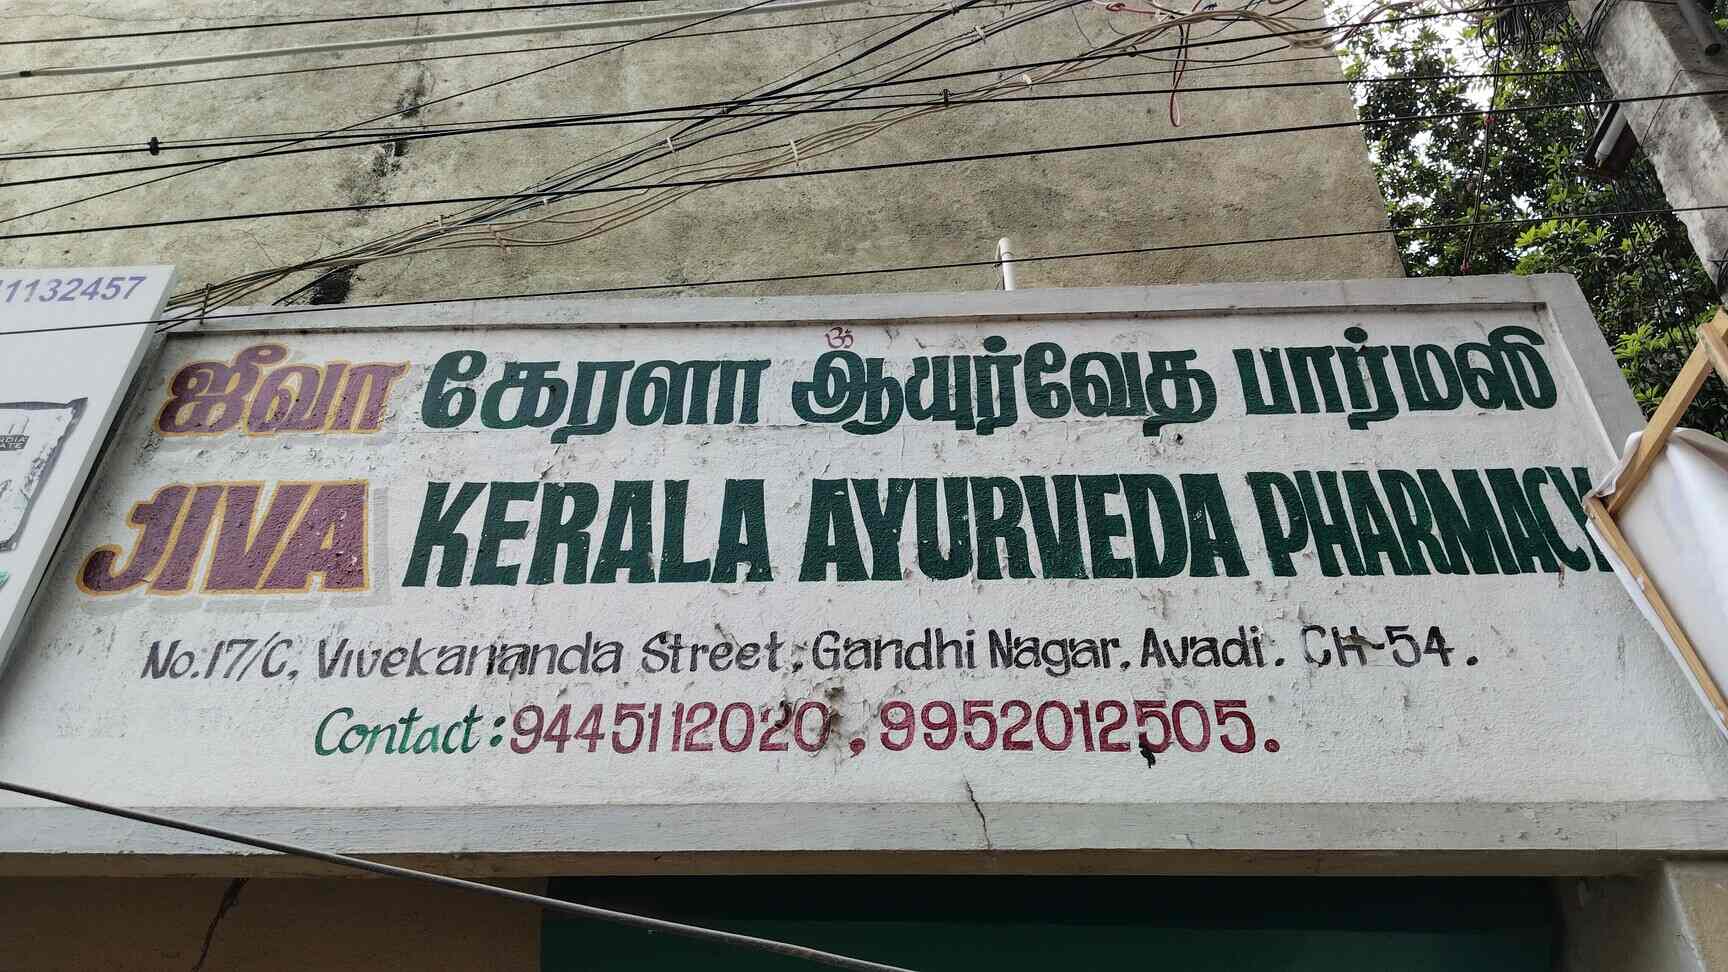 1132457
ௐ
ஜீவா கேரளா ஆயுர்வேத பார்மஸி
JIVA KERALA AYURVEDA PHARMACY
No:17/C, Vivekananda Street, Gandhi Nagar, Avadi. CH-54.
Contact: 9445112020, 9952012505.